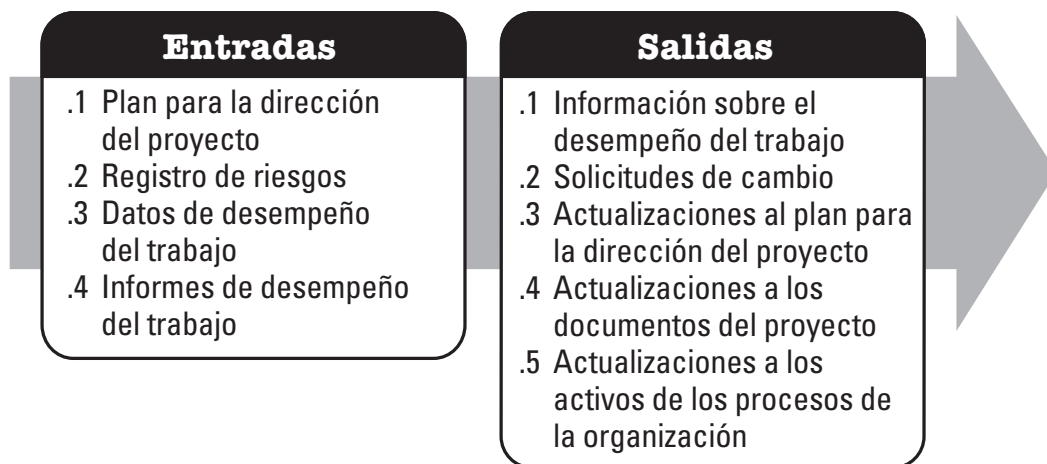 Entradas
.1 Plan para la dirección
del proyecto
.2 Registro de riesgos
.3 Datos de desempeño
del trabajo
.4 Informes de desempeño
del trabajo
Salidas
.1 Información sobre el
desempeño del trabajo
.2 Solicitudes de cambio
.3 Actualizaciones al plan para
la dirección del proyecto
.4 Actualizaciones a los
documentos del proyecto
.5 Actualizaciones a los
activos de los procesos de
la organización